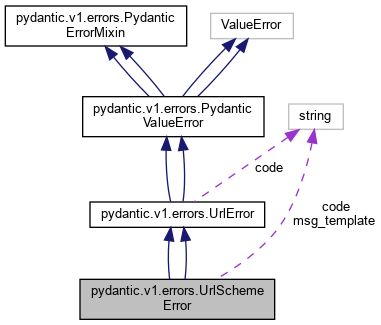 pydantic.v1.errors.Pydantic
ErrorMixin
ValueError
pydantic.v1.errors.Pydantic
ValueError
string
code
pydantic.v1.errors.UrlError
code
msg_template
pydantic.v1.errors.UrlScheme
Error